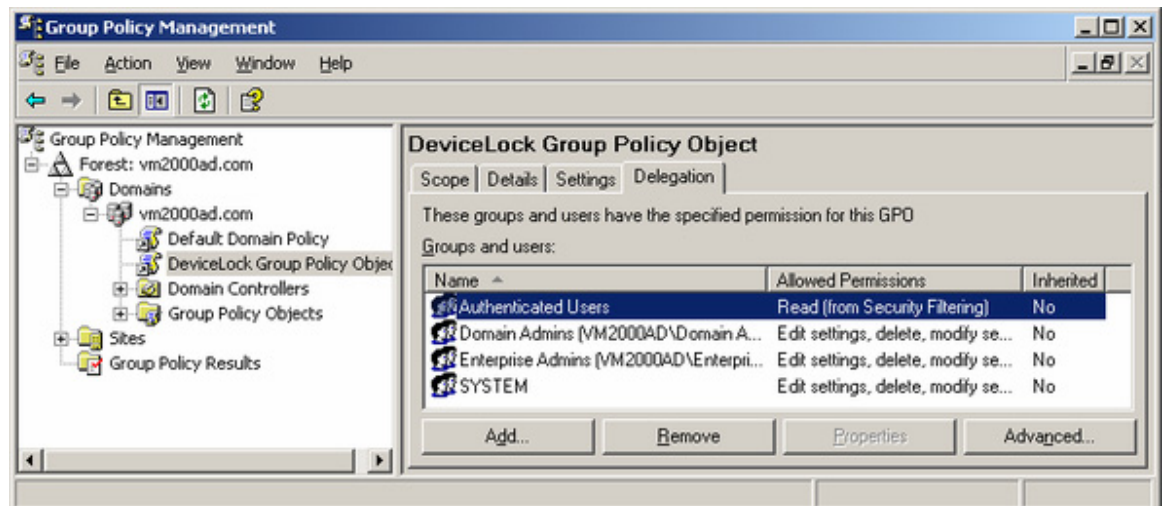 Group Policy Management
File Action View Window Help
Group Policy Management
Forest: vm2000ad.com
Domains
vm2000ad.com
Default Domain Policy
DeviceLock Group Policy Objec
Domain Controllers
Group Policy Objects
Sites
Group Policy Results
DeviceLock Group Policy Object
Scope Details Settings Delegation
These groups and users have the specified permission for this GPO
Groups and users:
Name Allowed Permissions Inherited
Authenticated Users Read (from Security Filtering) No
Domain Admins (VM2000AD\Domain A... Edit settings, delete, modify se... No
Enterprise Admins (VM2000AD\Enterpri... Edit settings, delete, modify se... No
SYSTEM Edit settings, delete, modify se... No
Add... Remove Properties Advanced...